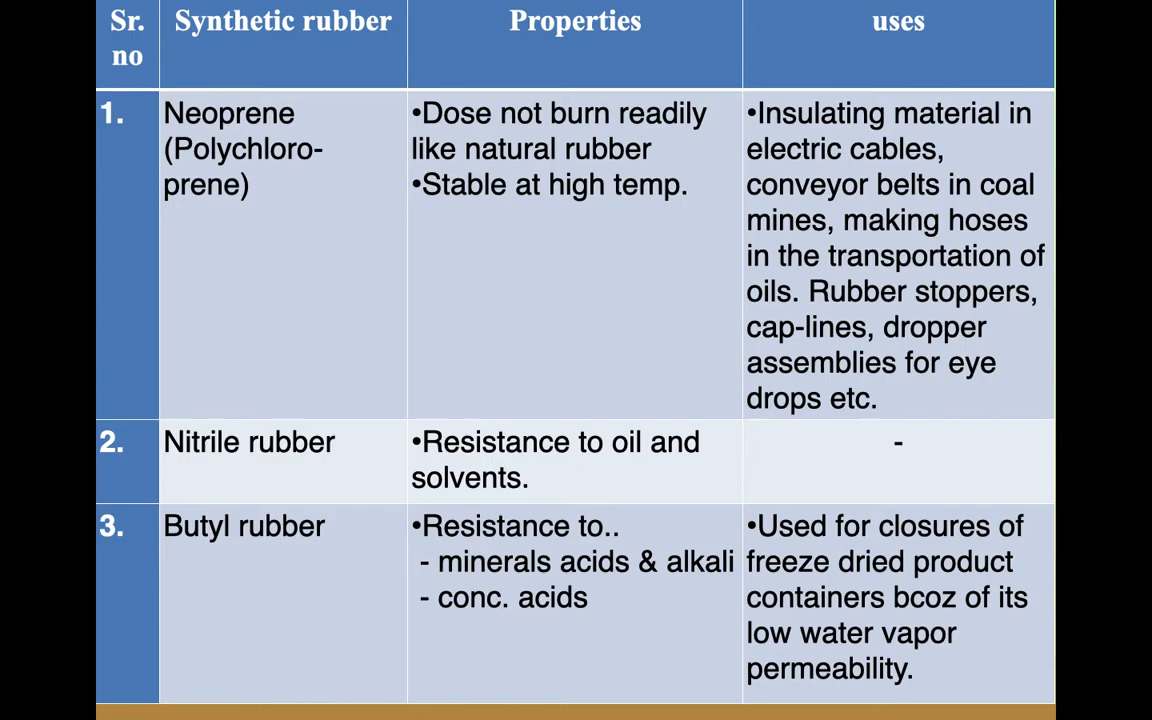 Sr. no
Synthetic rubber
Properties
uses
1.
Neoprene
(Polychloro-
prene)
•Dose not burn readily
like natural rubber
•Stable at high temp.
•Insulating material in
electric cables,
conveyor belts in coal
mines, making hoses
in the transportation of
oils. Rubber stoppers,
cap-lines, dropper
assemblies for eye
drops etc.
2.
Nitrile rubber
•Resistance to oil and
solvents.
-
3.
Butyl rubber
•Resistance to..
- minerals acids & alkali
- conc. acids
•Used for closures of
freeze dried product
containers bcoz of its
low water vapor
permeability.